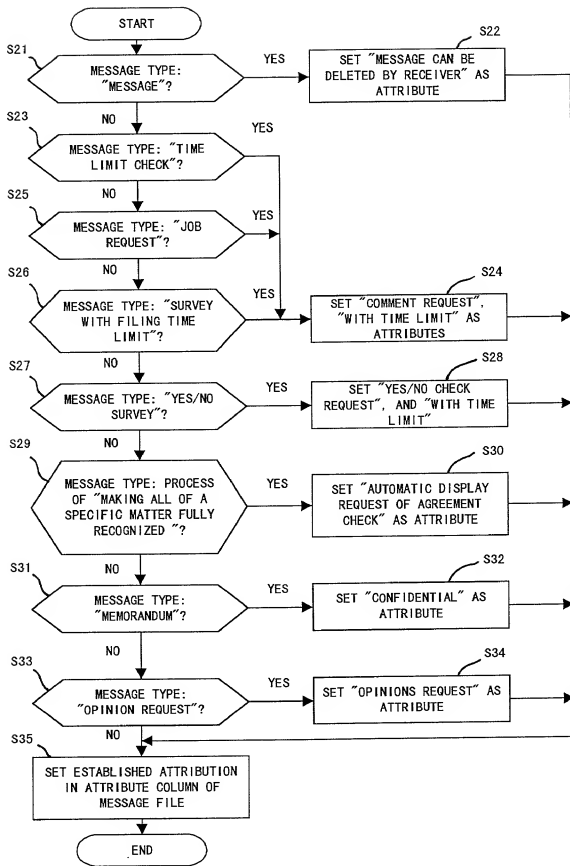 START
S21
MESSAGE TYPE:
"MESSAGE"?
YES
S22
SET "MESSAGE CAN BE
DELETED BY RECEIVER" AS
ATTRIBUTE
NO
S23
MESSAGE TYPE: "TIME
LIMIT CHECK"?
YES
NO
S25
MESSAGE TYPE: "JOB
REQUEST"?
YES
NO
S26
MESSAGE TYPE: "SURVEY
WITH FILING TIME
LIMIT"?
YES
S24
SET "COMMENT REQUEST",
"WITH TIME LIMIT" AS
ATTRIBUTES
NO
S27
MESSAGE TYPE: "YES/NO
SURVEY"?
YES
S28
SET "YES/NO CHECK
REQUEST", AND "WITH TIME
LIMIT"
NO
S29
MESSAGE TYPE: PROCESS
OF "MAKING ALL OF A
SPECIFIC MATTER FULLY
RECOGNIZED "?
YES
S30
SET "AUTOMATIC DISPLAY
REQUEST OF AGREEMENT
CHECK" AS ATTRIBUTE
NO
S31
MESSAGE TYPE:
"MEMORANDUM"?
YES
S32
SET "CONFIDENTIAL" AS
ATTRIBUTE
NO
S33
MESSAGE TYPE:
"OPINION REQUEST"?
YES
S34
SET "OPINIONS REQUEST" AS
ATTRIBUTE
NO
S35
SET ESTABLISHED ATTRIBUTION
IN ATTRIBUTE COLUMN OF
MESSAGE FILE
END